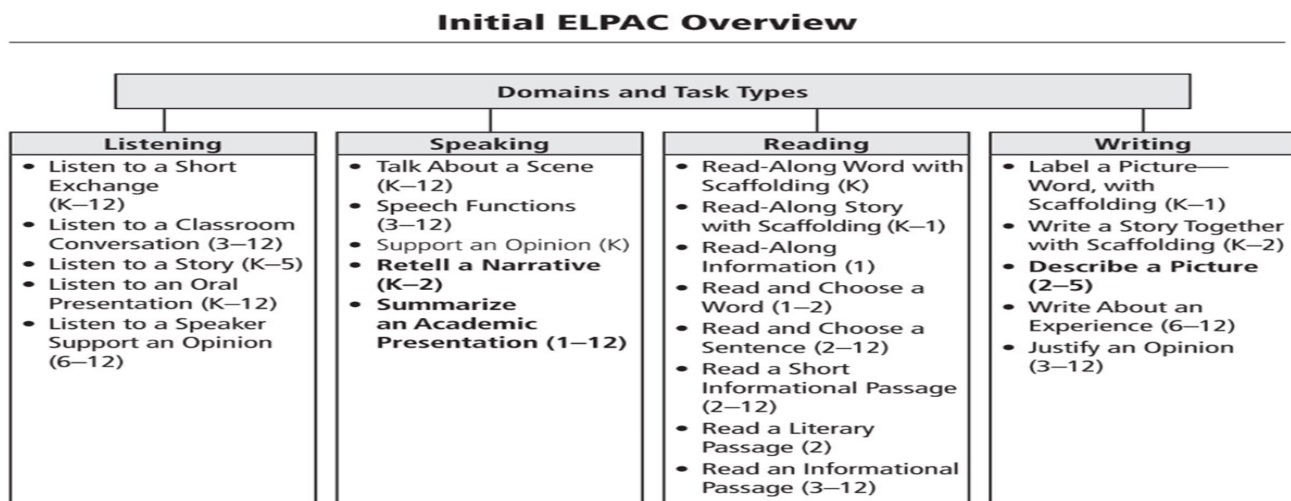 Initial ELPAC Overview
Domains and Task Types
Listening
• Listen to a Short
Exchange
(K–12)
• Listen to a Classroom
Conversation (3–12)
• Listen to a Story (K–5)
• Listen to an Oral
Presentation (K–12)
• Listen to a Speaker
Support an Opinion
(6–12)
Speaking
• Talk About a Scene
(K–12)
• Speech Functions
(3–12)
• Support an Opinion (K)
• Retell a Narrative
(K–2)
• Summarize
an Academic
Presentation (1–12)
Reading
• Read-Along Word with
Scaffolding (K)
• Read-Along Story
with Scaffolding (K–1)
• Read-Along
Information (1)
• Read and Choose a
Word (1–2)
• Read and Choose a
Sentence (2–12)
• Read a Short
Informational Passage
(2–12)
• Read a Literary
Passage (2)
• Read an Informational
Passage (3–12)
Writing
• Label a Picture—
Word, with
Scaffolding (K–1)
• Write a Story Together
with Scaffolding (K–2)
• Describe a Picture
(2–5)
• Write About an
Experience (6–12)
• Justify an Opinion
(3–12)